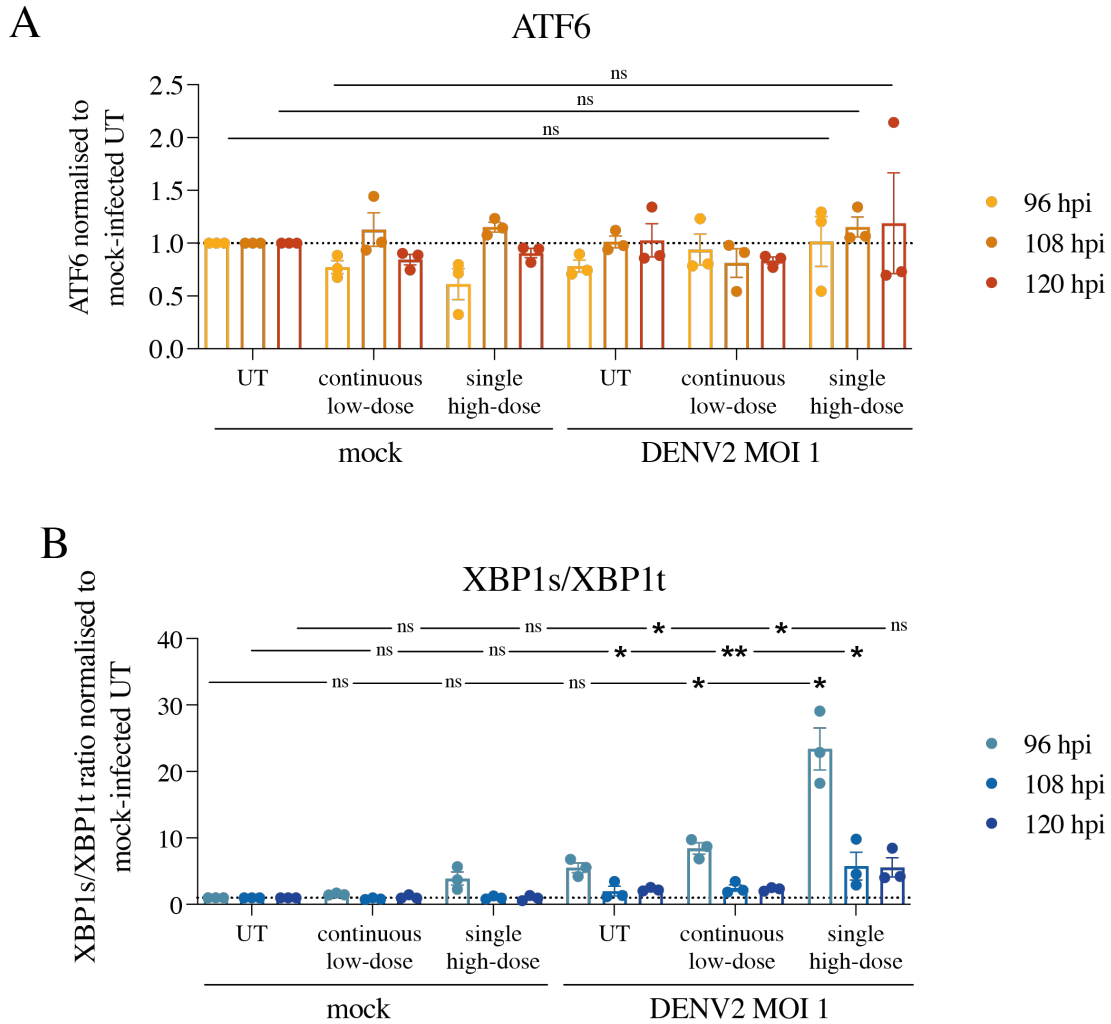 A
ATF6
ATF6 normalised to
mock-infected UT
2.5
2.0
1.5
1.0
0.5
0.0
ns
ns
ns
96 hpi
108 hpi
120 hpi
UT
continuous
low-dose
single
high-dose
UT
continuous
low-dose
single
high-dose
mock
DENV2 MOI 1
B
XBP1s/XBP1t
XBP1s/XBP1t ratio normalised to
mock-infected UT
40
30
20
10
0
ns ns * * ns
ns ns * ** *
ns ns ns * *
96 hpi
108 hpi
120 hpi
UT
continuous
low-dose
single
high-dose
UT
continuous
low-dose
single
high-dose
mock
DENV2 MOI 1